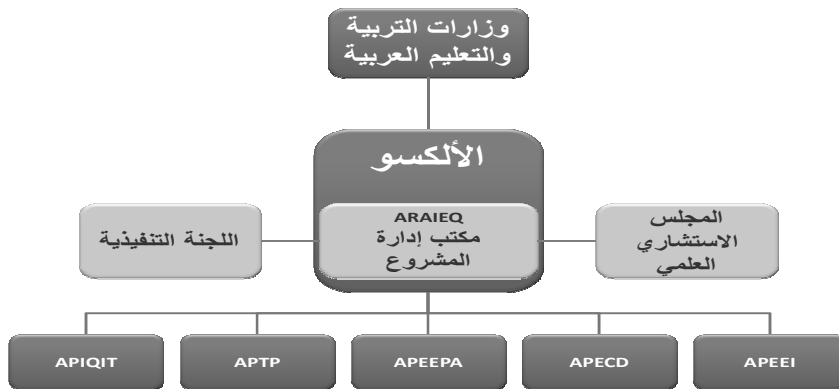 وزارات التربية
والتعليم العربية
الألكسو
ARAIEQ
مكتب إدارة
المشروع
المجلس
الاستشاري
العلمي
اللجنة التنفيذية
APIQIT
APTP
APEEPA
APECD
APEEI